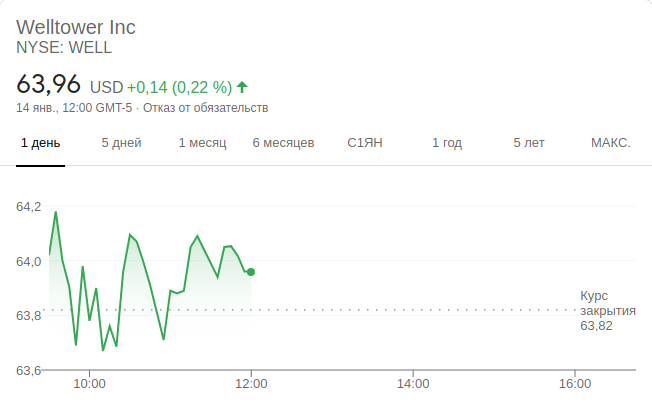 Welltower Inc
NYSE: WELL
63,96 USD +0,14 (0,22 %)
14 янв., 12:00 GMT-5 · Отказ от обязательств
1 день 5 дней 1 месяц 6 месяцев С1ЯН 1 год 5 лет МАКС.
64,2
64,0
63,8
63,6
Курс
закрытия
63,82
10:00 12:00 14:00 16:00